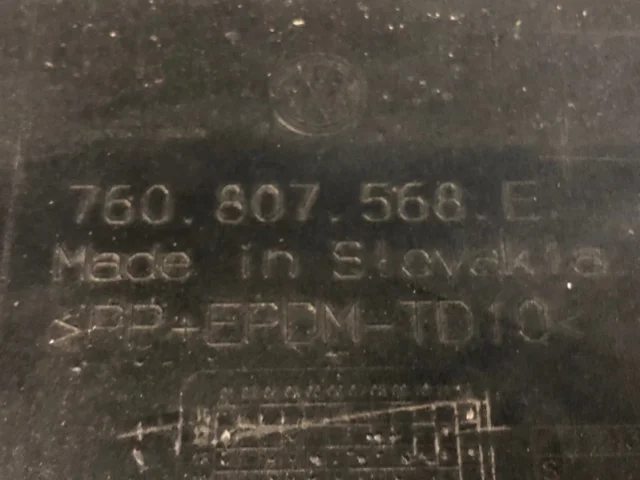 760.807.568.E
Made in Slovakia
>PP+EPDM-TD10<